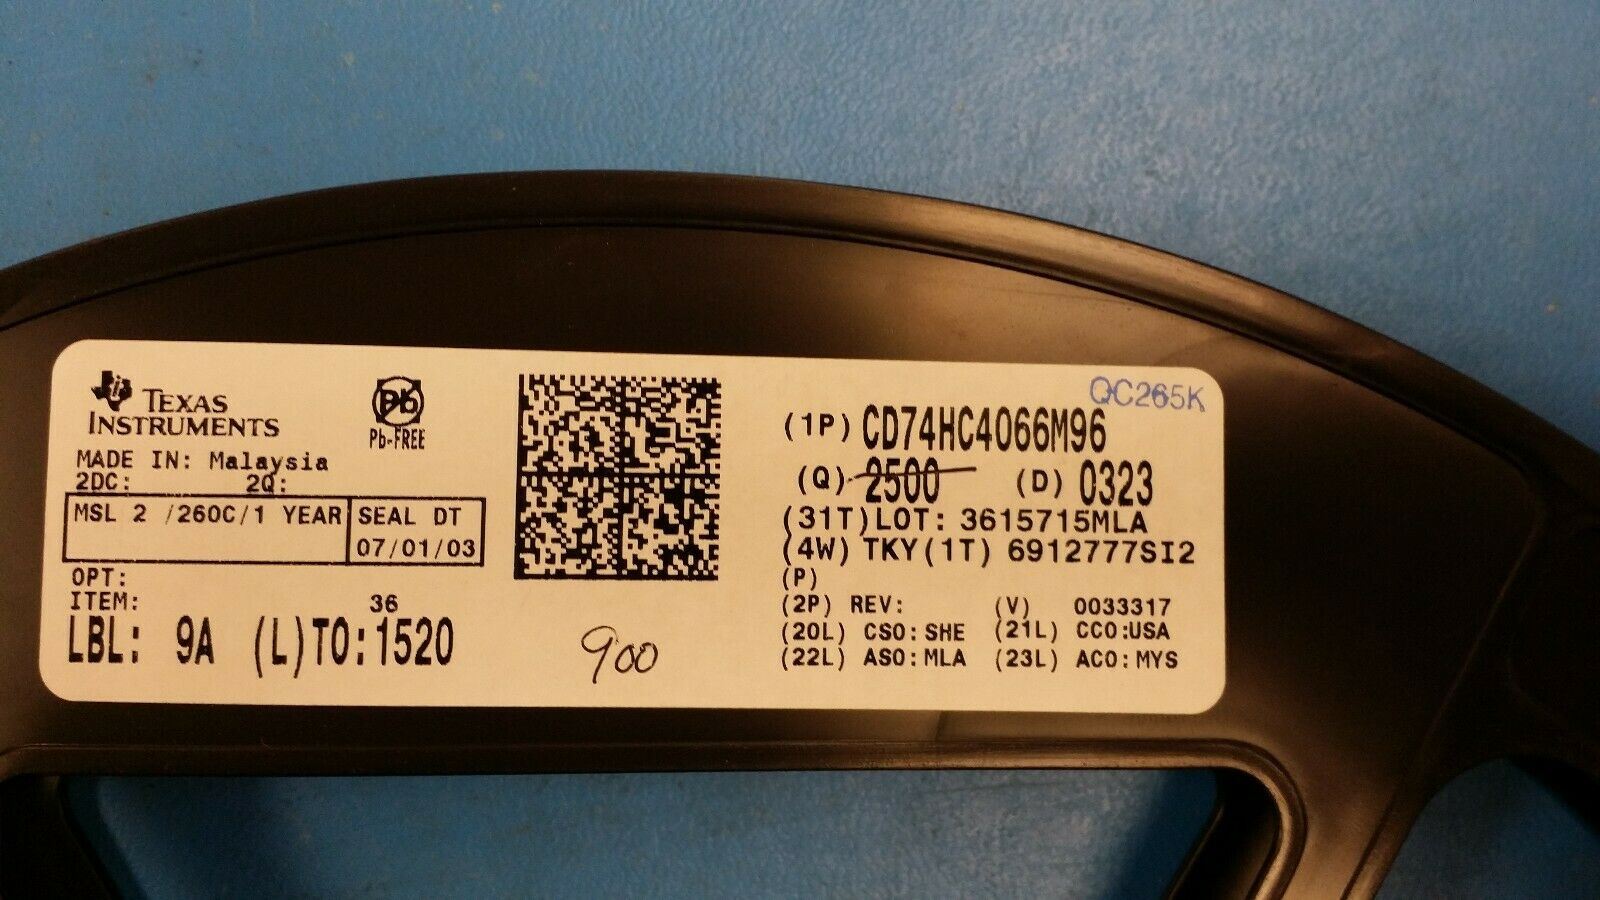 TEXAS
INSTRUMENTS
Pb
Pb-FREE
MADE IN: Malaysia
2DC: 2Q:
MSL 2 /260C/1 YEAR
SEAL DT
07/01/03
OPT:
ITEM:
36
LBL: 9A (L)TO:1520
900
QC265K
(1P) CD74HC4066M96
(Q) 2500 (D) 0323
(31T)LOT: 3615715MLA
(4W) TKY(1T) 6912777SI2
(P)
(2P) REV: (V) 0033317
(20L) CSO:SHE (21L) CCO:USA
(22L) ASO:MLA (23L) ACO:MYS